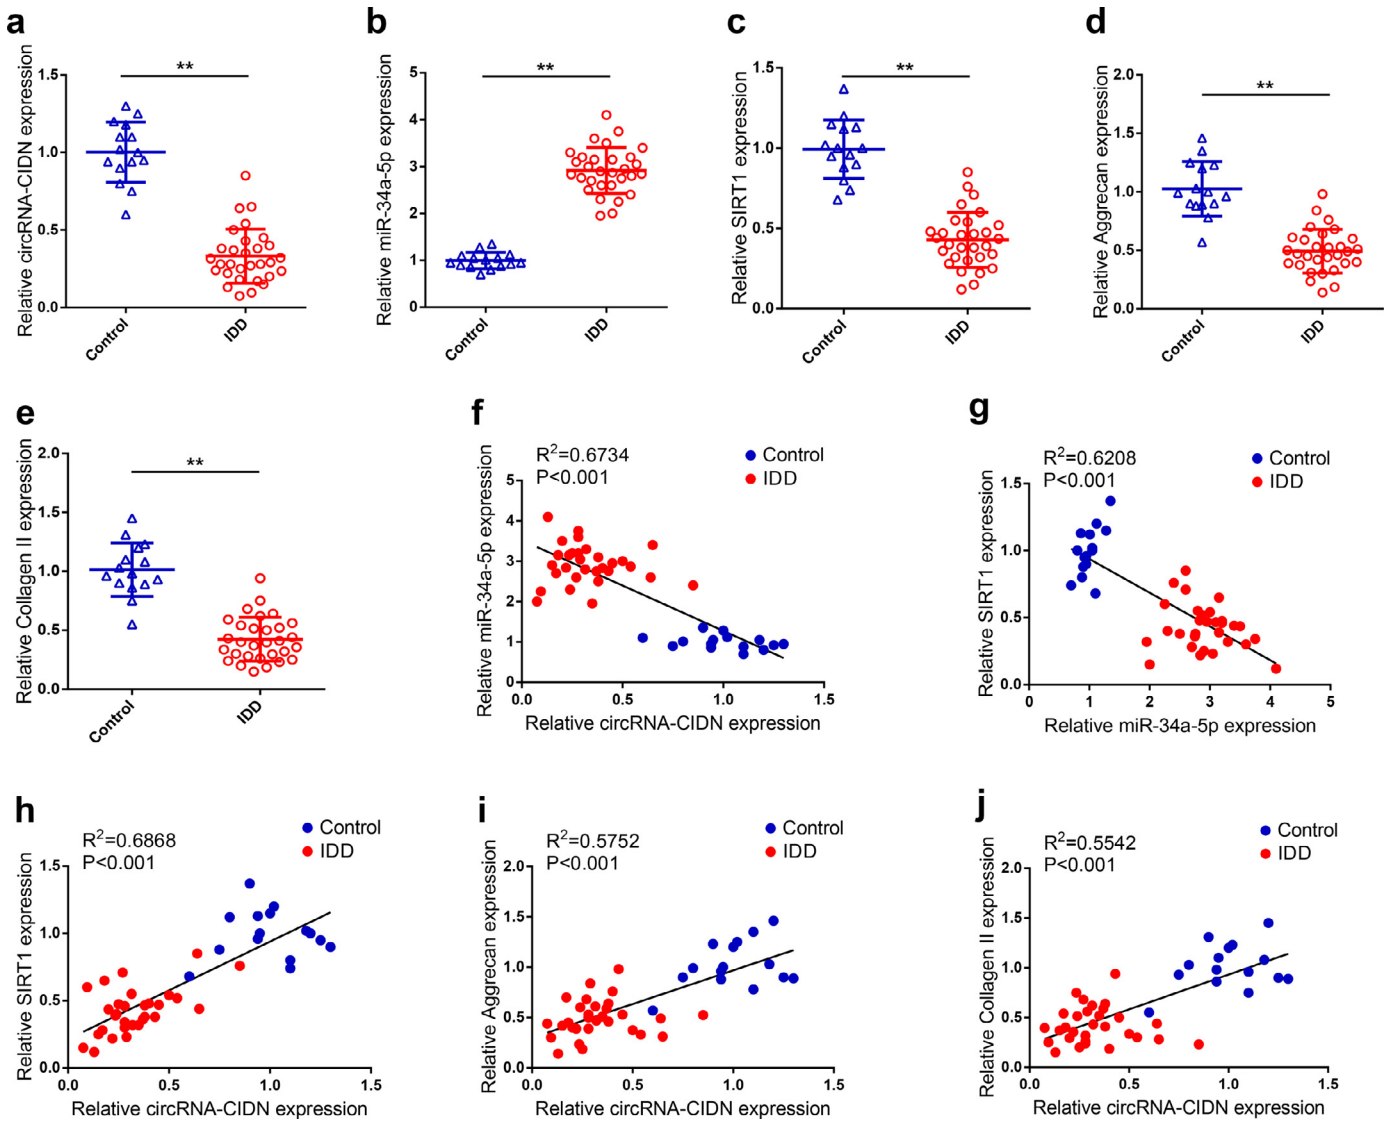 a
Relative circRNA-CIDN expression
1.5
1.0
0.5
0.0
**
Control
IDD
b
Relative miR-34a-5p expression
5
4
3
2
1
0
**
Control
IDD
c
Relative SIRT1 expression
1.5
1.0
0.5
0.0
**
Control
IDD
d
Relative Aggrecan expression
2.0
1.5
1.0
0.5
0.0
**
Control
IDD
e
Relative Collagen II expression
2.0
1.5
1.0
0.5
0.0
**
Control
IDD
f
R²=0.6734
P<0.001
Control
IDD
Relative miR-34a-5p expression
5
4
3
2
1
0
0.0
0.5
1.0
1.5
Relative circRNA-CIDN expression
g
R²=0.6208
P<0.001
Control
IDD
Relative SIRT1 expression
1.5
1.0
0.5
0.0
0
1
2
3
4
5
Relative miR-34a-5p expression
h
R²=0.6868
P<0.001
Control
IDD
Relative SIRT1 expression
1.5
1.0
0.5
0.0
0.0
0.5
1.0
1.5
Relative circRNA-CIDN expression
i
R²=0.5752
P<0.001
Control
IDD
Relative Aggrecan expression
2.0
1.5
1.0
0.5
0.0
0.0
0.5
1.0
1.5
Relative circRNA-CIDN expression
j
R²=0.5542
P<0.001
Control
IDD
Relative Collagen II expression
2.0
1.5
1.0
0.5
0.0
0.0
0.5
1.0
1.5
Relative circRNA-CIDN expression